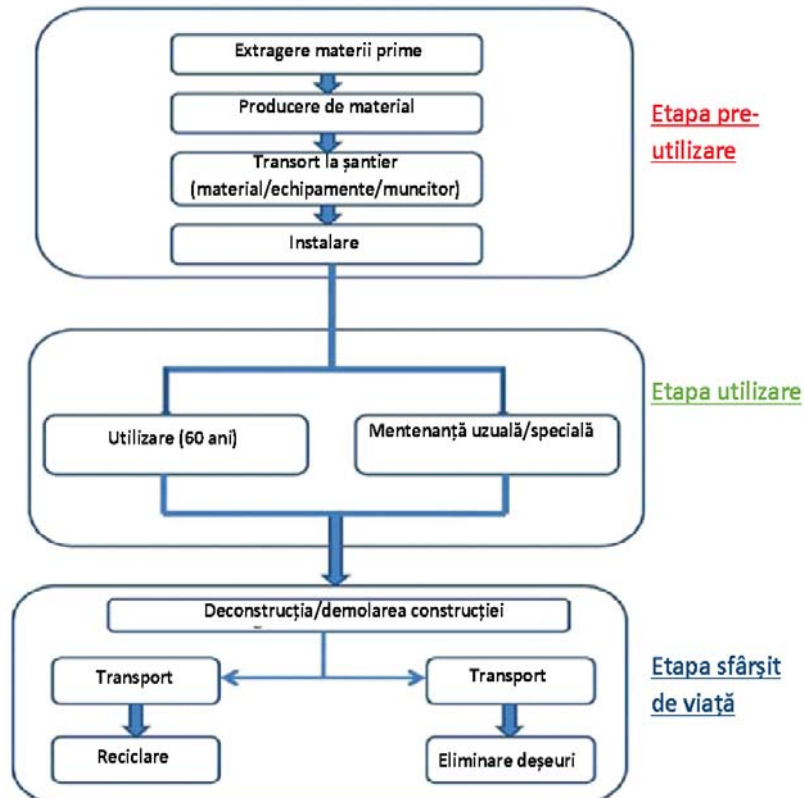 Extragere materii prime
Producere de material
Transort la șantier
(material/echipamente/muncitor)
Instalare
Etapa pre-
utilizare
Utilizare (60 ani)
Mentenanță uzuală/specială
Etapa utilizare
Deconstrucția/demolarea construcției
Transport
Transport
Reciclare
Eliminare deșeuri
Etapa sfârșit
de viață